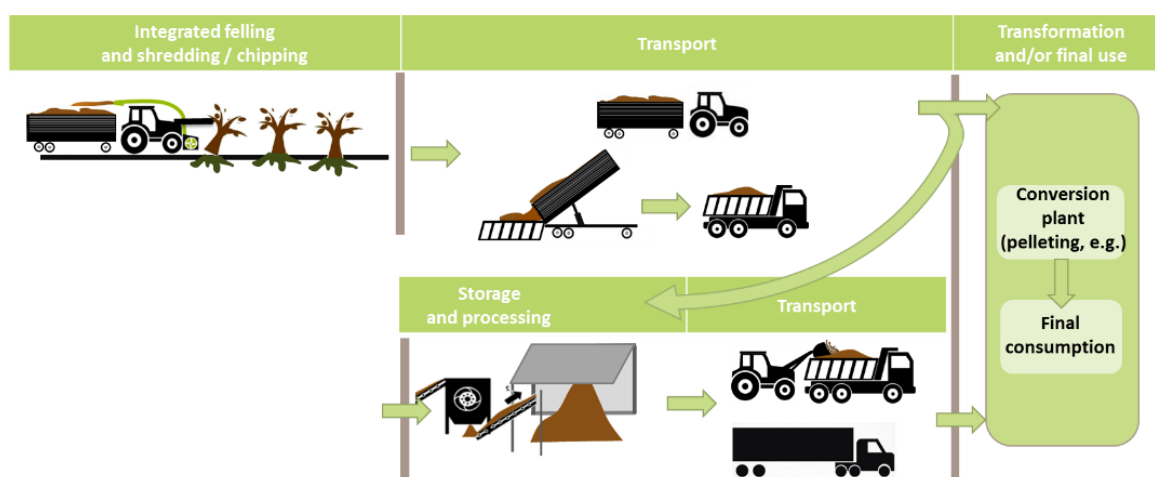 Integrated felling
and shredding / chipping
Transport
Transformation
and/or final use
Conversion
plant
(pelleting, e.g.)
Storage
and processing
Transport
Final
consumption